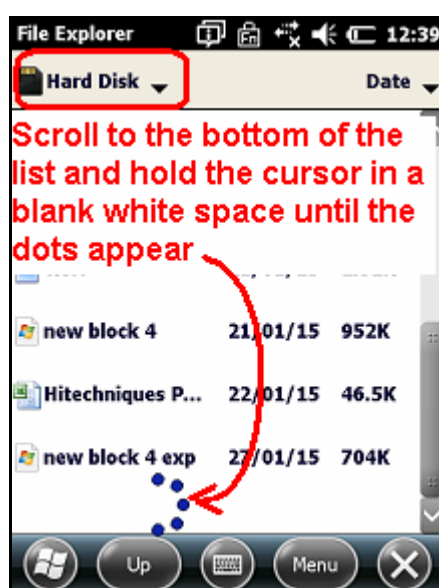 File Explorer 12:39
Hard Disk Date
Scroll to the bottom of the
list and hold the cursor in a
blank white space until the
dots appear
new block 4 21/01/15 952K
Hitechniques P... 22/01/15 46.5K
new block 4 exp 27/01/15 704K
Up Menu